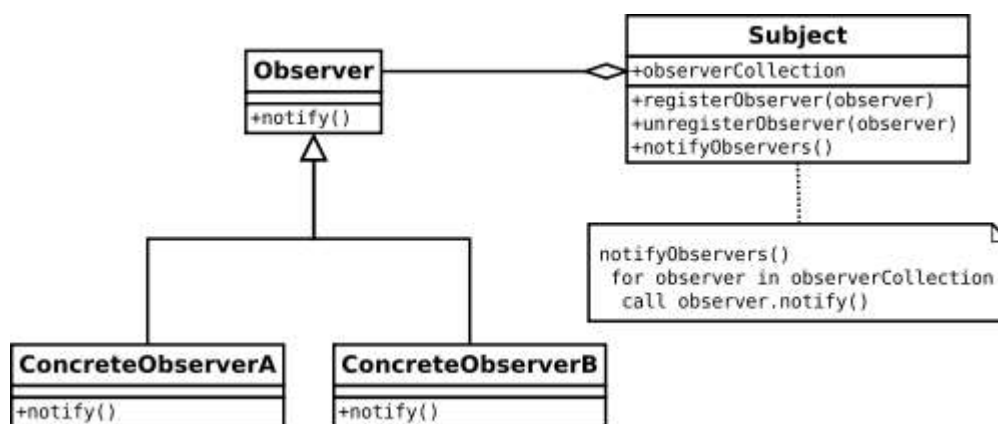 Observer
+notify()
Subject
+observerCollection
+registerObserver(observer)
+unregisterObserver(observer)
+notifyObservers()
notifyObservers()
for observer in observerCollection
call observer.notify()
ConcreteObserverA
+notify()
ConcreteObserverB
+notify()